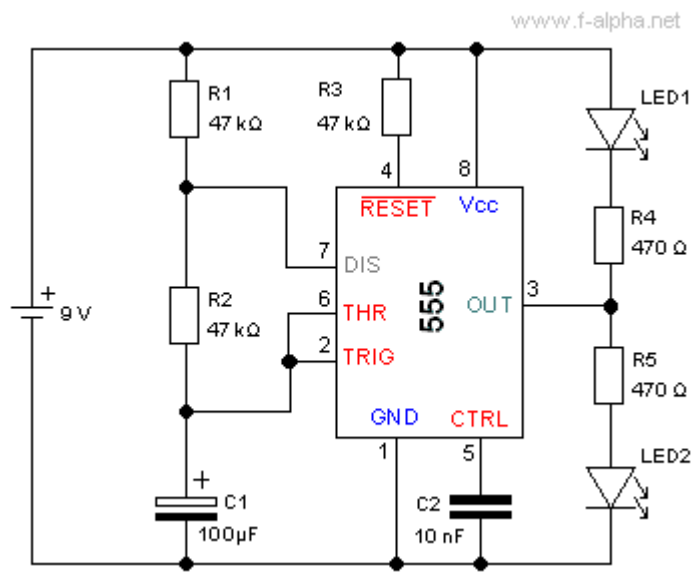 www.f-alpha.net
R1
47 kΩ
R3
47 kΩ
LED1
4
8
RESET
Vcc
R4
470 Ω
7
DIS
+
9 V
R2
47 kΩ
6
THR
555
OUT
3
2
TRIG
R5
470 Ω
GND
CTRL
1
5
LED2
+
C1
100µF
C2
10 nF